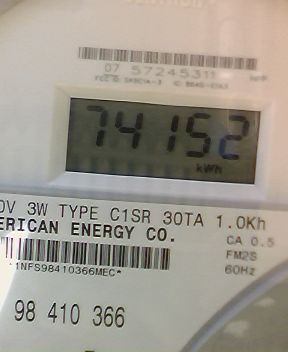 07 57245311
74152
kWh
0V 3W TYPE C1SR 30TA 1.0Kh
ERICAN ENERGY CO.
CA 0.5
FM2S
60Hz
*1NFS98410366MEC*
98 410 366